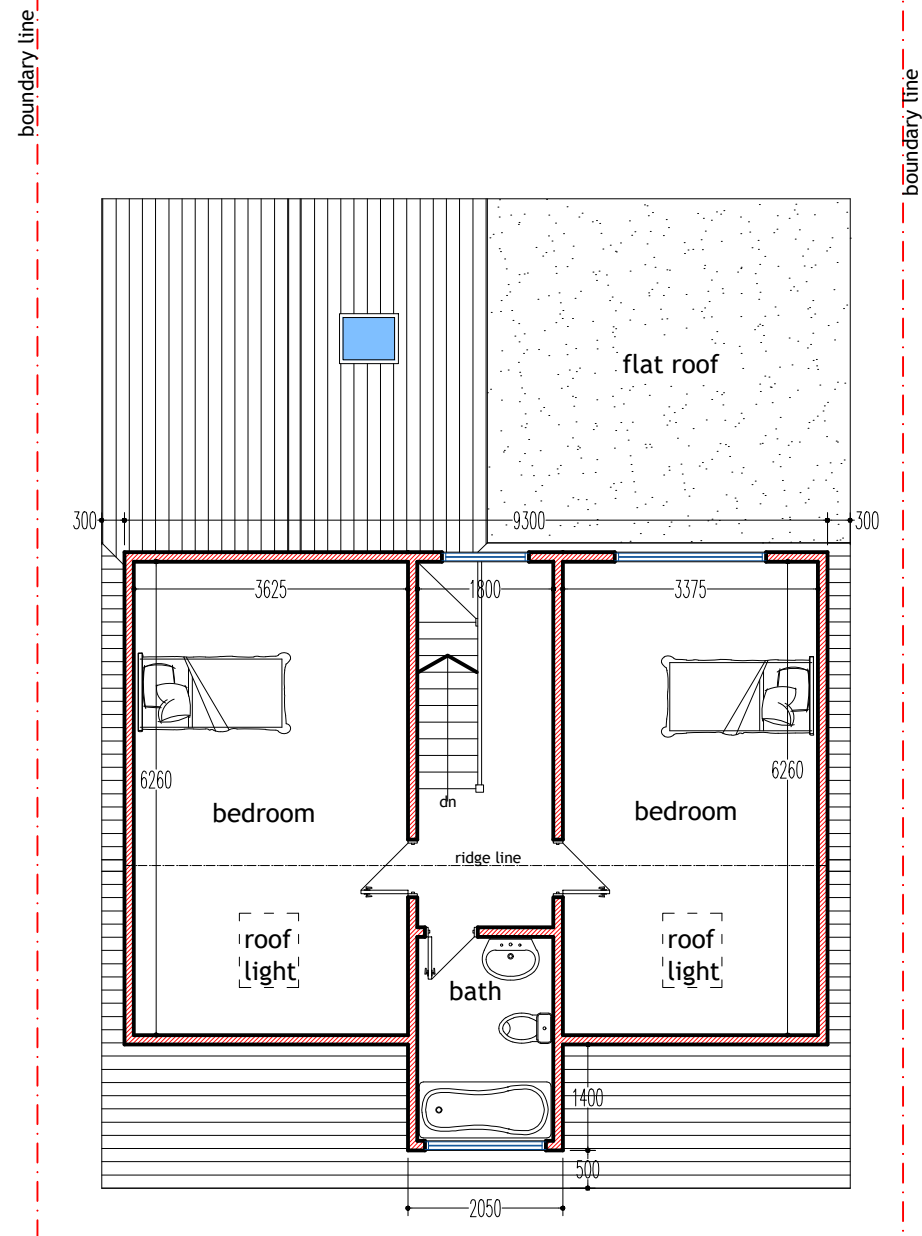 boundary line
boundary line
flat roof
300
9300
300
3625
1800
3375
6260
6260
dn
bedroom
bedroom
ridge line
roof
light
roof
light
bath
1400
500
2050